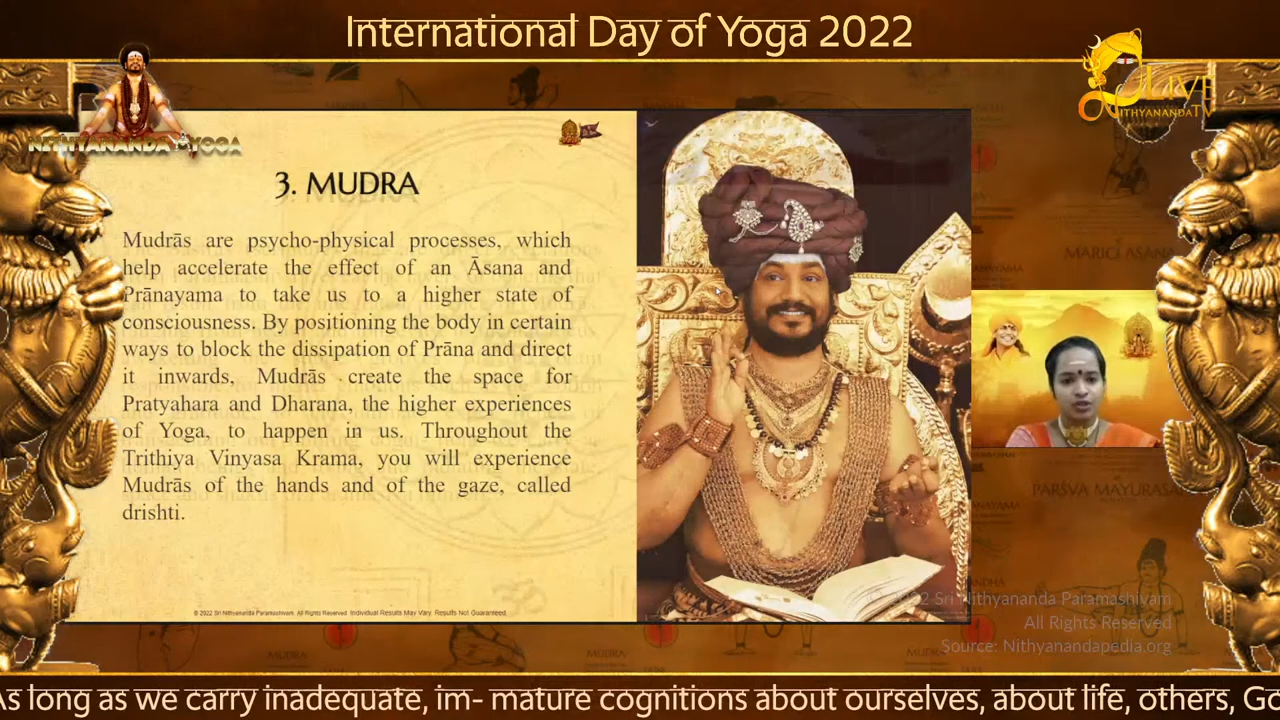 International Day of Yoga 2022
LIVE
NITHYANANDATV
NITHYANANDA YOGA
3. MUDRA
Mudrās are psycho-physical processes, which
help accelerate the effect of an Āsana and
Prānayama to take us to a higher state of
consciousness. By positioning the body in certain
ways to block the dissipation of Prāna and direct
it inwards, Mudrās create the space for
Pratyahara and Dharana, the higher experiences
of Yoga, to happen in us. Throughout the
Trithiya Vinyasa Krama, you will experience
Mudrās of the hands and of the gaze, called
drishti.
© 2022 Sri Nithyananda Paramashivam All Rights Reserved Individual Results May Vary. Results Not Guaranteed.
MARICI ASANA
PARSVA MAYURASA
2022 Sri Nithyananda Paramashivam
All Rights Reserved
Source: Nithyanandapedia.org
As long as we carry inadequate, im- mature cognitions about ourselves, about life, others, Go